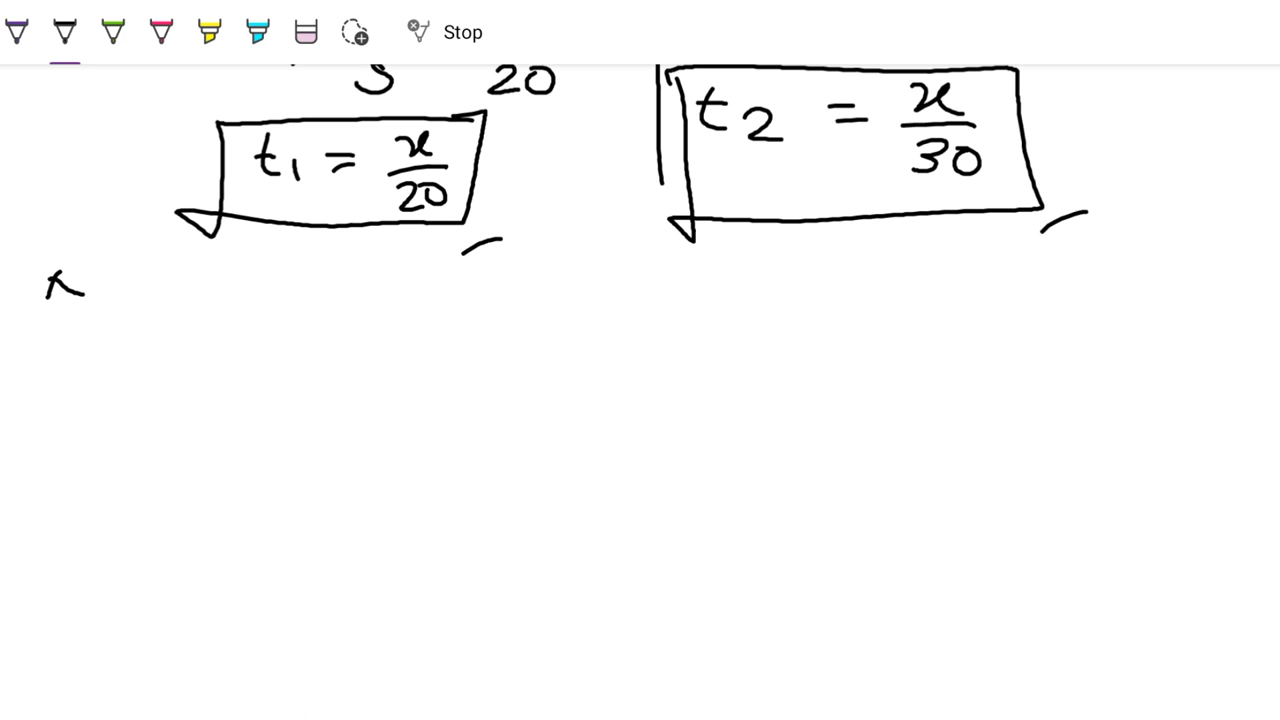 Stop
s 20
t₂ = x/30
t₁ = x/20